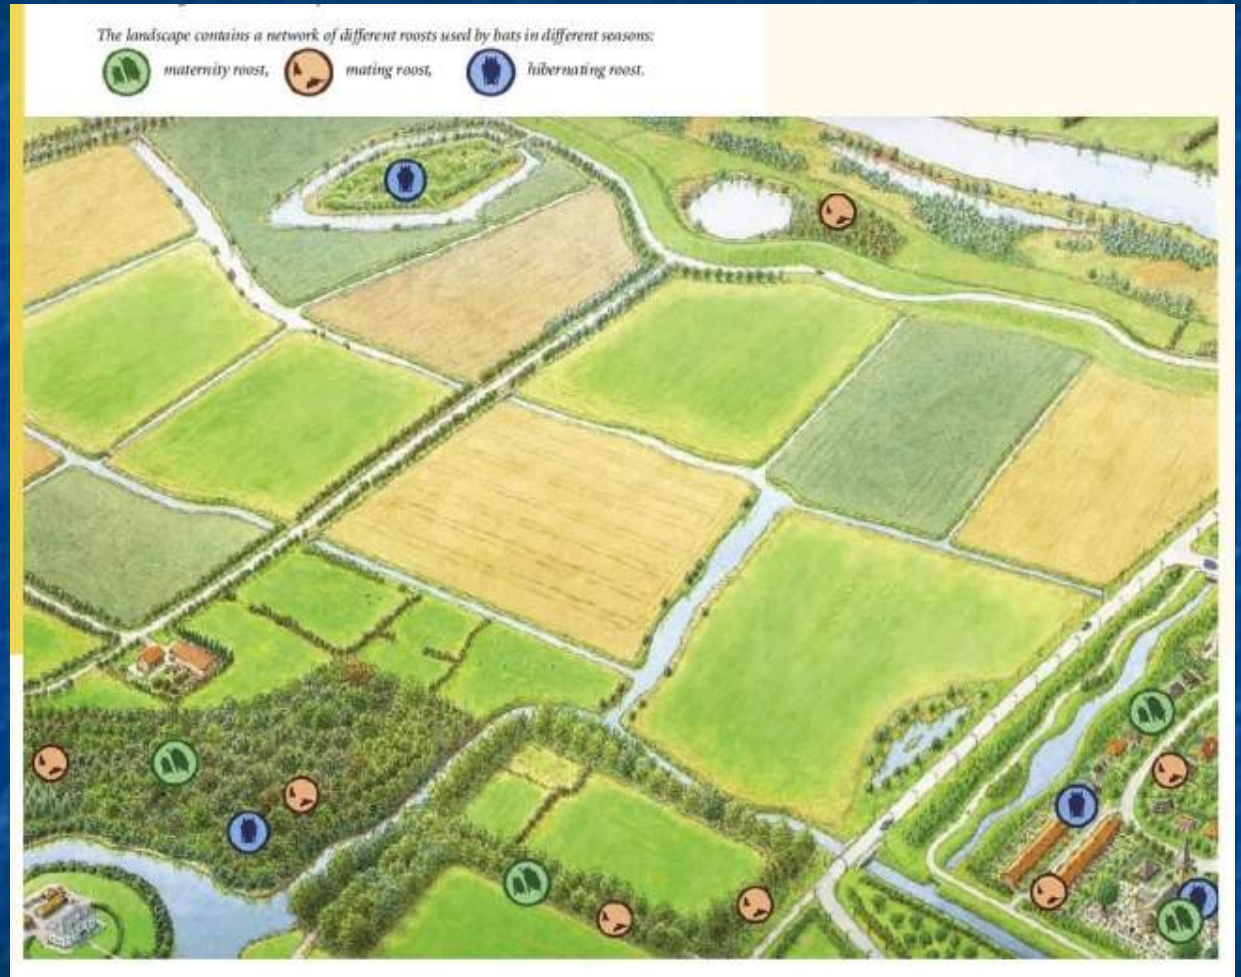 The landscape contains a network of different roosts used by bats in different seasons:
maternity roost, mating roost, hibernating roost.